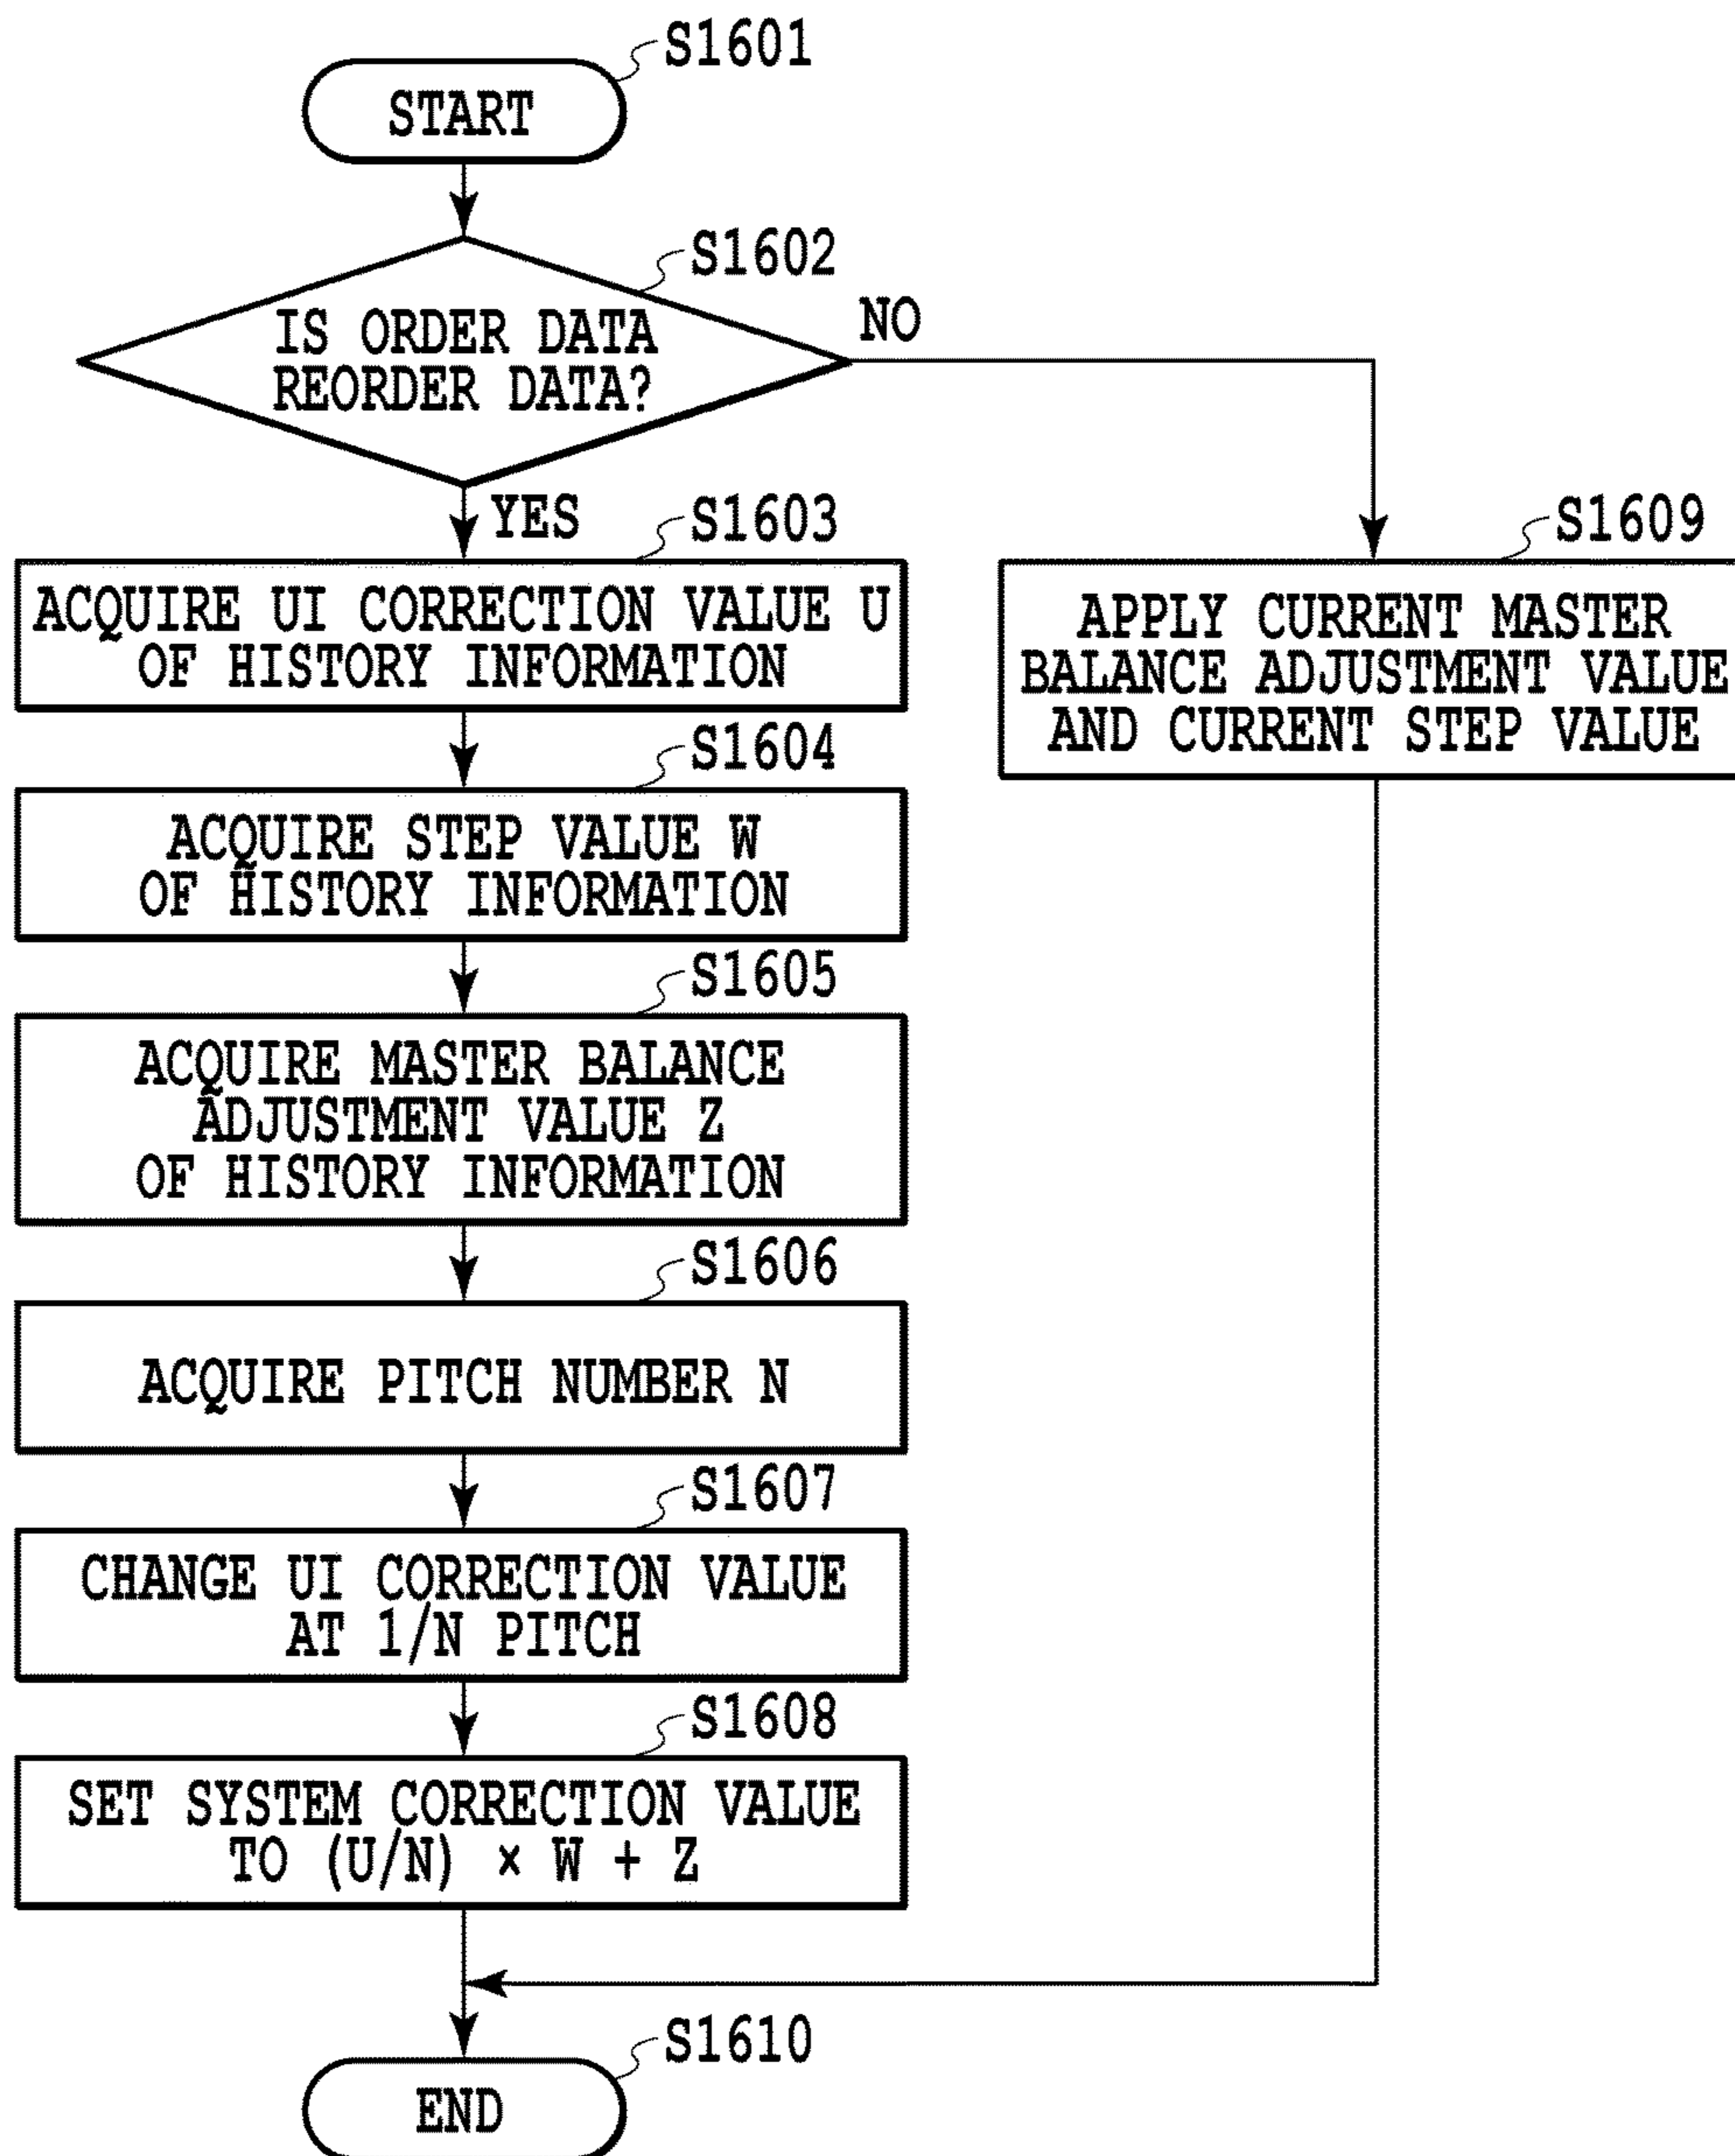 S1601
START
S1602
IS ORDER DATA
REORDER DATA?
NO
YES
S1603
ACQUIRE UI CORRECTION VALUE U
OF HISTORY INFORMATION
S1609
APPLY CURRENT MASTER
BALANCE ADJUSTMENT VALUE
AND CURRENT STEP VALUE
S1604
ACQUIRE STEP VALUE W
OF HISTORY INFORMATION
S1605
ACQUIRE MASTER BALANCE
ADJUSTMENT VALUE Z
OF HISTORY INFORMATION
S1606
ACQUIRE PITCH NUMBER N
S1607
CHANGE UI CORRECTION VALUE
AT 1/N PITCH
S1608
SET SYSTEM CORRECTION VALUE
TO (U/N) × W + Z
S1610
END